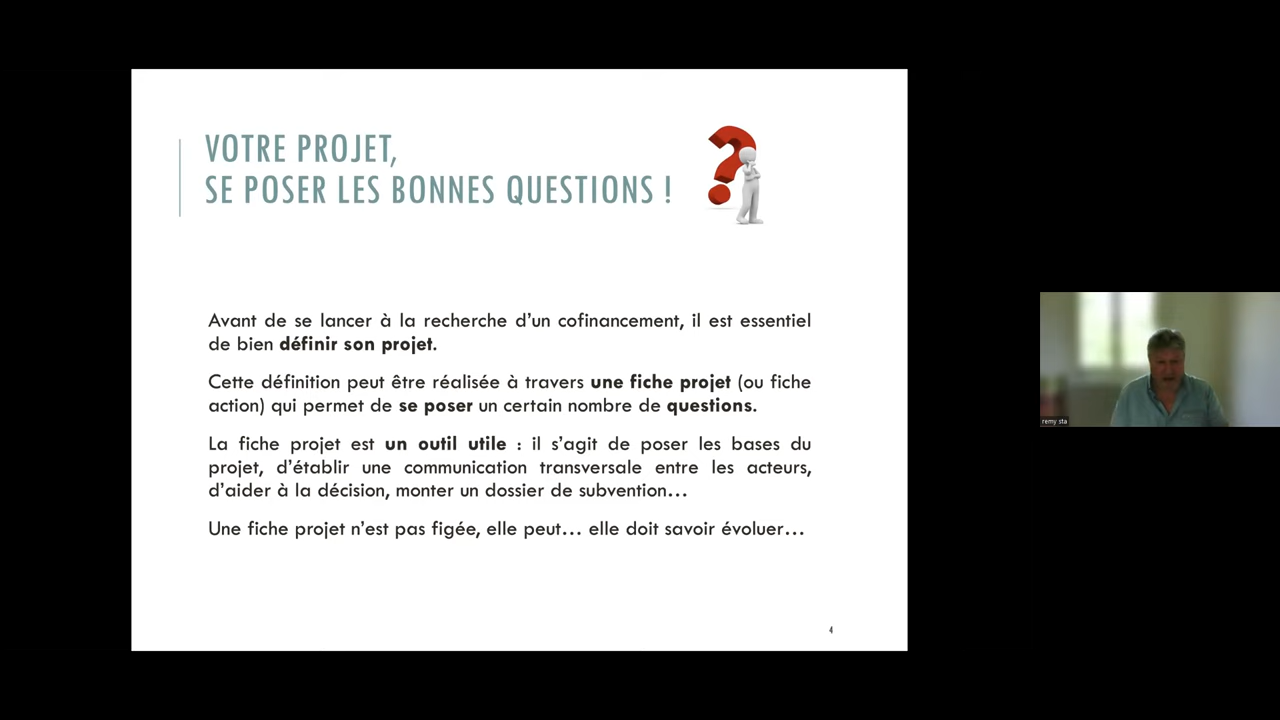 VOTRE PROJET,
SE POSER LES BONNES QUESTIONS !
Avant de se lancer à la recherche d’un cofinancement, il est essentiel
de bien définir son projet.
Cette définition peut être réalisée à travers une fiche projet (ou fiche
action) qui permet de se poser un certain nombre de questions.
La fiche projet est un outil utile : il s’agit de poser les bases du
projet, d’établir une communication transversale entre les acteurs,
d’aider à la décision, monter un dossier de subvention…
Une fiche projet n’est pas figée, elle peut… elle doit savoir évoluer…
4
remy sta